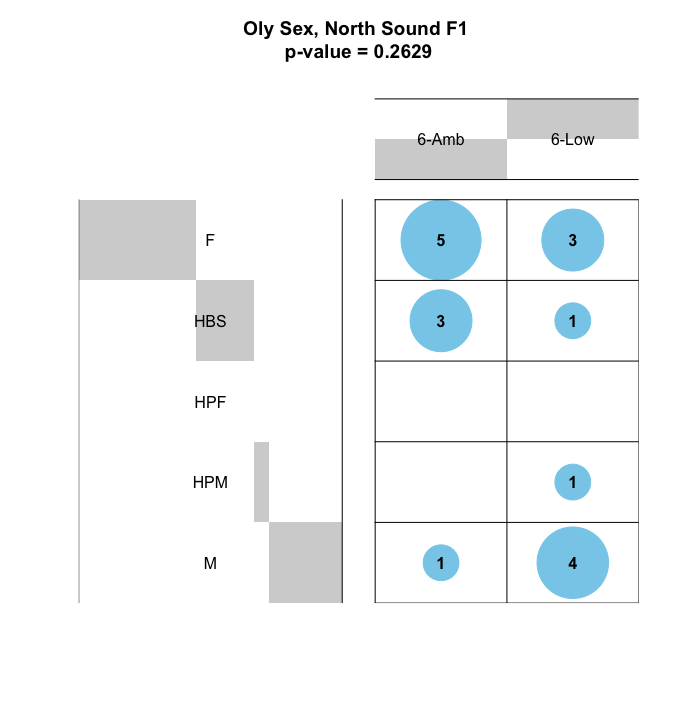 Oly Sex, North Sound F1
p-value = 0.2629
6-Amb 6-Low
F 5 3
HBS 3 1
HPF
HPM 1
M 1 4